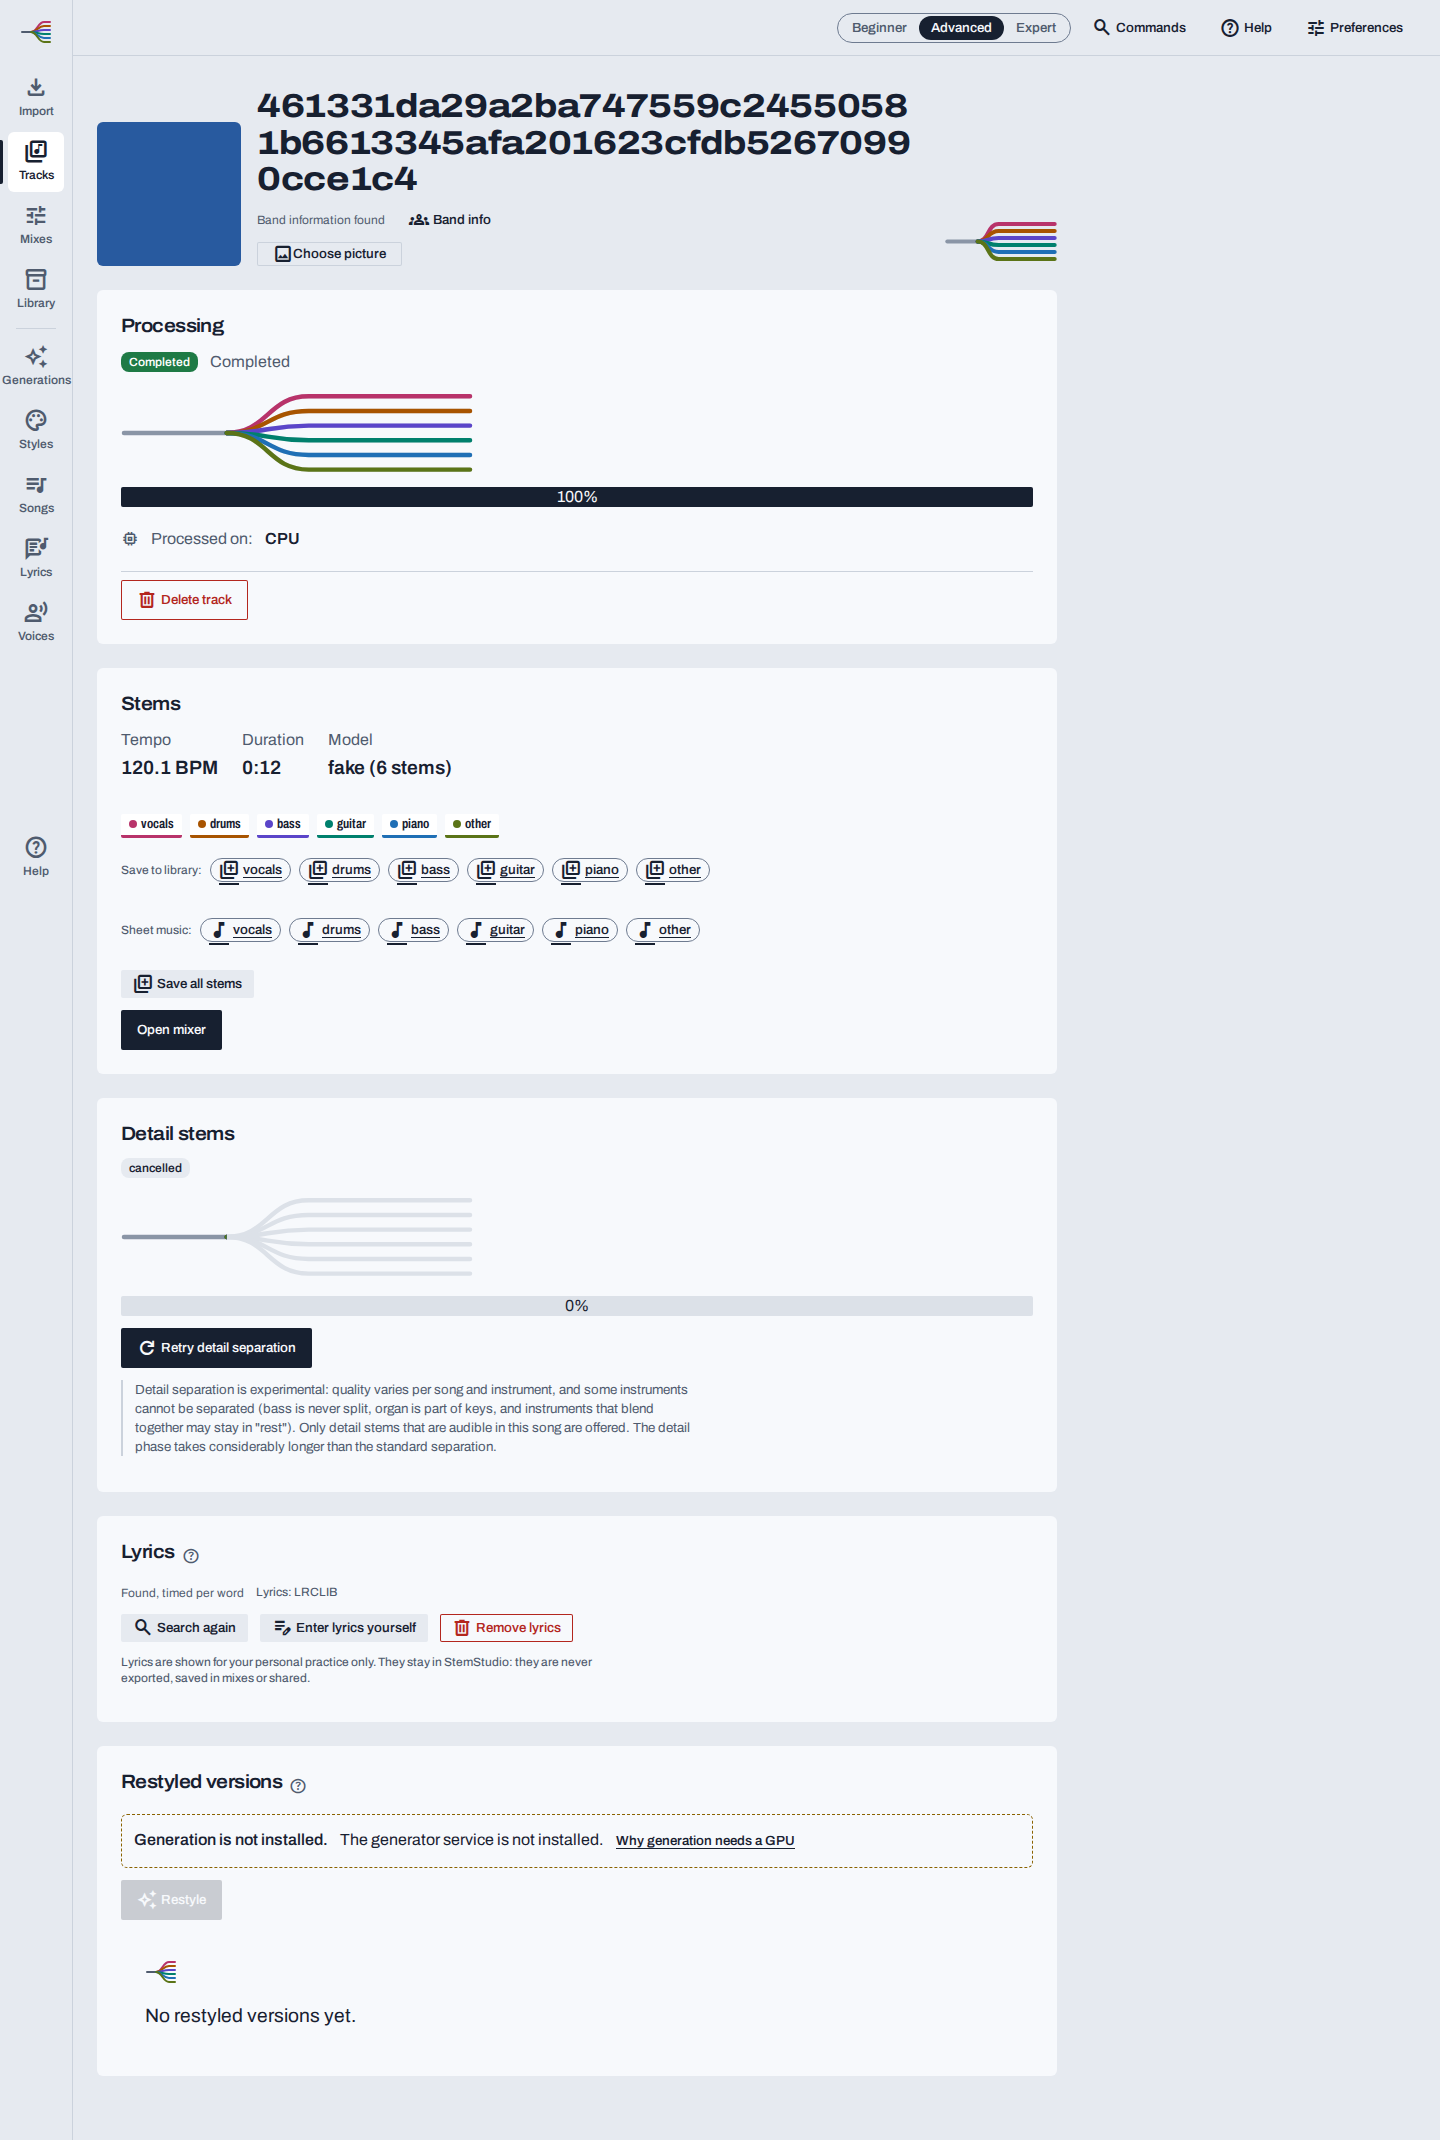 Beginner Advanced Expert Commands Help Preferences
Import
Tracks
Mixes
Library
Generations
Styles
Songs
Lyrics
Voices
Help
461331da29a2ba747559c2455058
1b6613345afa201623cfdb5267099
0cce1c4
Band information found Band info
Choose picture
Processing
Completed Completed
100%
Processed on: CPU
Delete track
Stems
Tempo Duration Model
120.1 BPM 0:12 fake (6 stems)
vocals drums bass guitar piano other
Save to library: vocals drums bass guitar piano other
Sheet music: vocals drums bass guitar piano other
Save all stems
Open mixer
Detail stems
cancelled
0%
Retry detail separation
Detail separation is experimental: quality varies per song and instrument, and some instruments
cannot be separated (bass is never split, organ is part of keys, and instruments that blend
together may stay in "rest"). Only detail stems that are audible in this song are offered. The detail
phase takes considerably longer than the standard separation.
Lyrics
Found, timed per word Lyrics: LRCLIB
Search again Enter lyrics yourself Remove lyrics
Lyrics are shown for your personal practice only. They stay in StemStudio: they are never
exported, saved in mixes or shared.
Restyled versions
Generation is not installed. The generator service is not installed. Why generation needs a GPU
Restyle
No restyled versions yet.